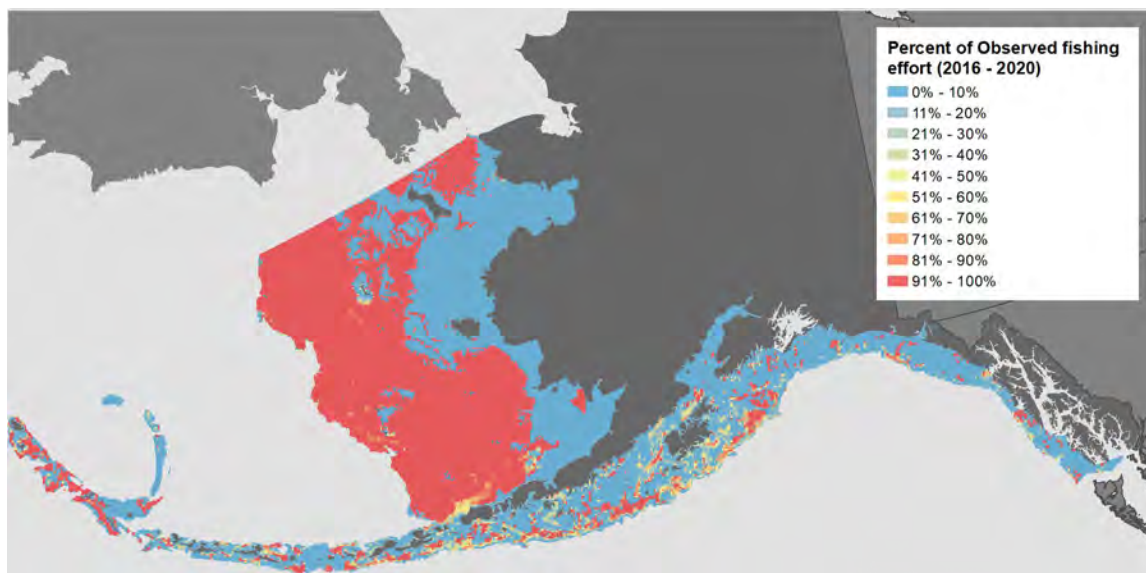 Percent of Observed fishing
effort (2016 - 2020)
0% - 10%
11% - 20%
21% - 30%
31% - 40%
41% - 50%
51% - 60%
61% - 70%
71% - 80%
81% - 90%
91% - 100%